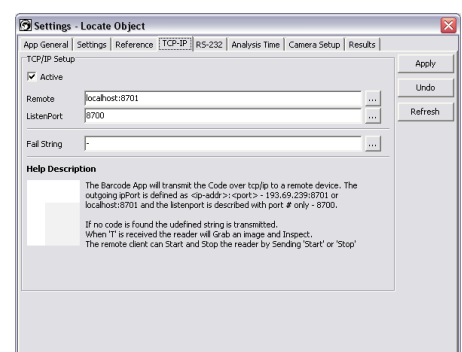 Settings - Locate Object
App General Settings Reference TCP-IP RS-232 Analysis Time Camera Setup Results
TCP/IP Setup
Active
Apply
Undo
Refresh
Remote localhost:8701 ...
ListenPort 8700 ...
Fail String - ...
Help Description
The Barcode App will transmit the Code over tcp/ip to a remote device. The
outgoing ipPort is defined as <ip-addr>:<port> - 193.69.239:8701 or
localhost:8701 and the listenport is described with port # only - 8700.
If no code is found the udefined string is transmitted.
When 'T' is received the reader will Grab an image and Inspect.
The remote client can Start and Stop the reader by Sending 'Start' or 'Stop'